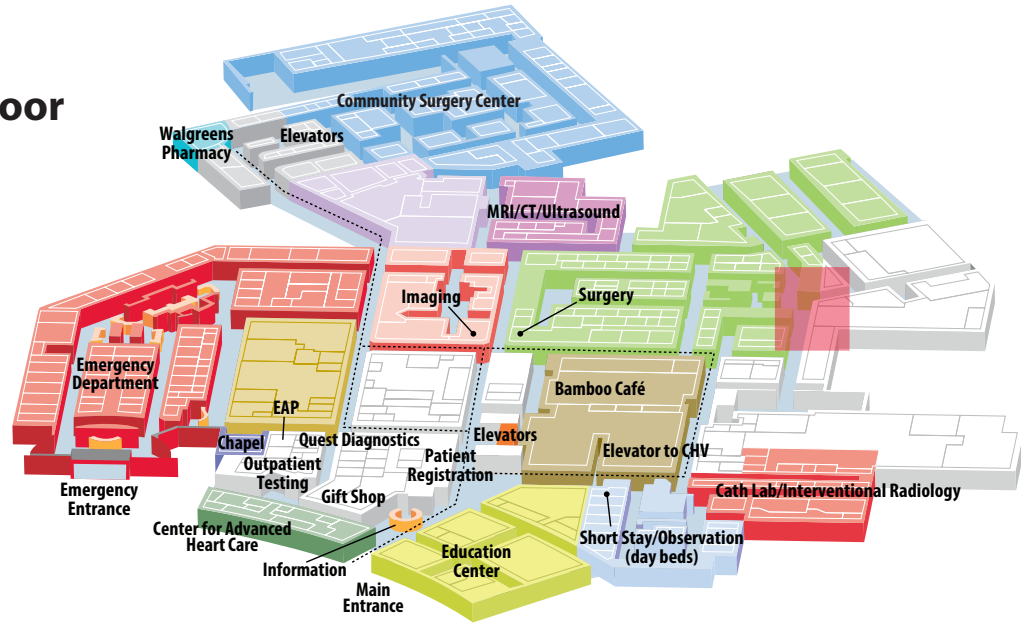 oor
Community Surgery Center
Walgreens
Pharmacy
Elevators
MRI/CT/Ultrasound
Imaging
Surgery
Emergency
Department
Bamboo Café
EAP
Chapel
Quest Diagnostics
Elevators
Elevator to CHV
Outpatient
Testing
Patient
Registration
Gift Shop
Emergency
Entrance
Cath Lab/Interventional Radiology
Center for Advanced
Heart Care
Short Stay/Observation
(day beds)
Information
Education
Center
Main
Entrance